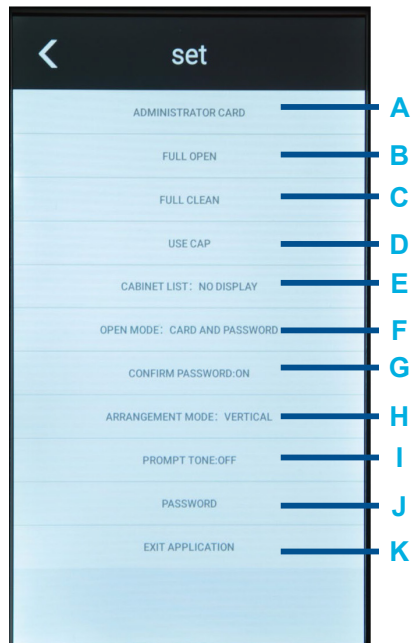 set
ADMINISTRATOR CARD A
FULL OPEN B
FULL CLEAN C
USE CAP D
CABINET LIST：NO DISPLAY E
OPEN MODE：CARD AND PASSWORD F
CONFIRM PASSWORD:ON G
ARRANGEMENT MODE：VERTICAL H
PROMPT TONE:OFF I
PASSWORD J
EXIT APPLICATION K